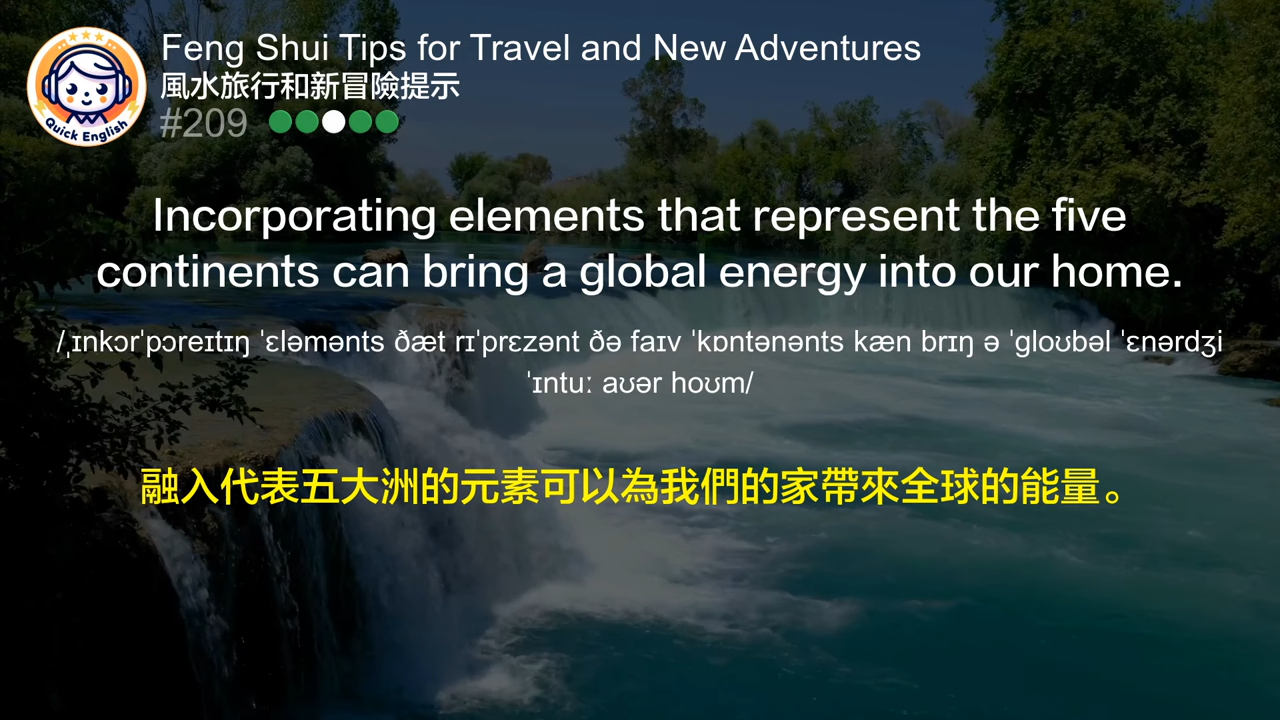 Feng Shui Tips for Travel and New Adventures
風水旅行和新冒險提示
#209
Quick English
Incorporating elements that represent the five
continents can bring a global energy into our home.
/ˌɪnkɔrˈpɔreɪtɪŋ ˈɛləmənts ðæt rɪˈprɛzənt ðə faɪv ˈkɒntənənts kæn brɪŋ ə ˈgloʊbəl ˈɛnərdʒi
ˈɪntuː aʊər hoʊm/
融入代表五大洲的元素可以為我們的家帶來全球的能量。